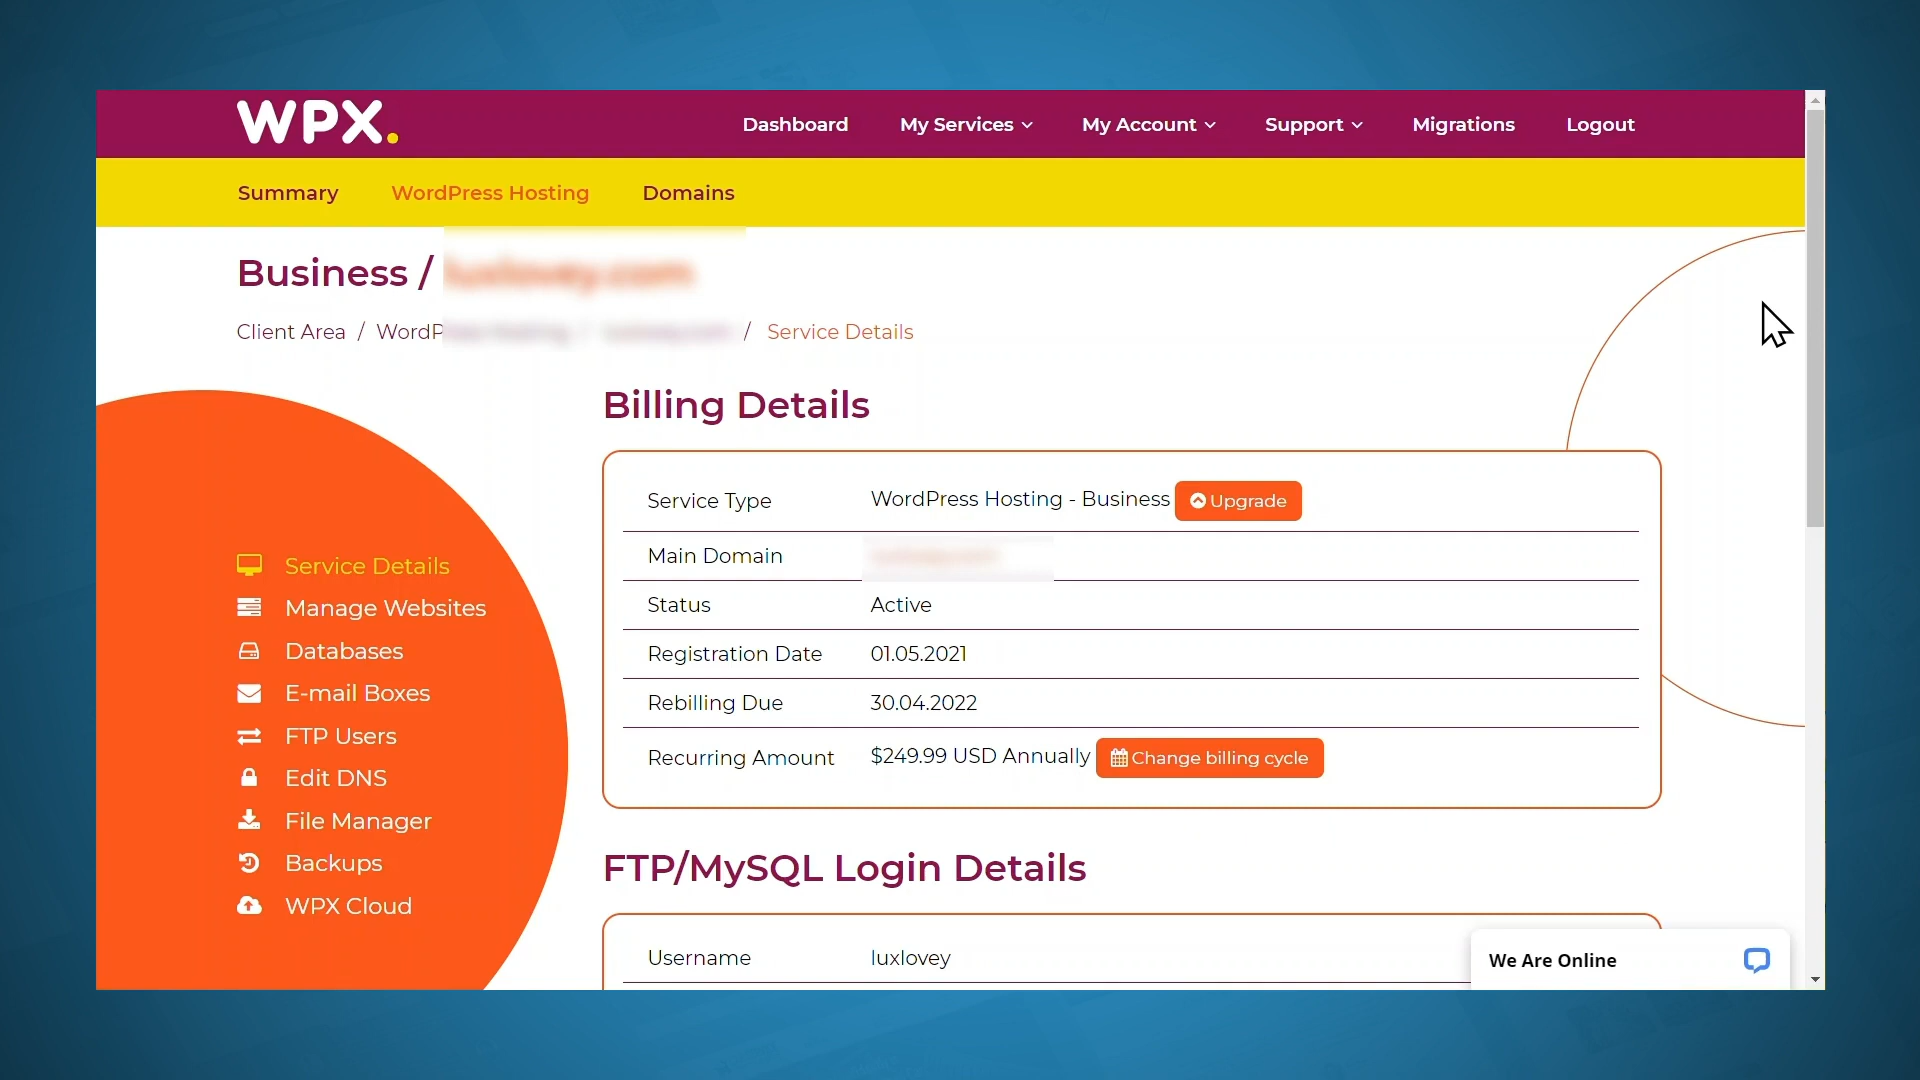 WPX.
Dashboard My Services My Account Support Migrations Logout
Summary WordPress Hosting Domains
Business /
Client Area / WordP / Service Details
Billing Details
Service Type WordPress Hosting - Business Upgrade
Main Domain
Status Active
Registration Date 01.05.2021
Rebilling Due 30.04.2022
Recurring Amount $249.99 USD Annually Change billing cycle
Service Details
Manage Websites
Databases
E-mail Boxes
FTP Users
Edit DNS
File Manager
Backups
WPX Cloud
FTP/MySQL Login Details
Username luxlovey
We Are Online